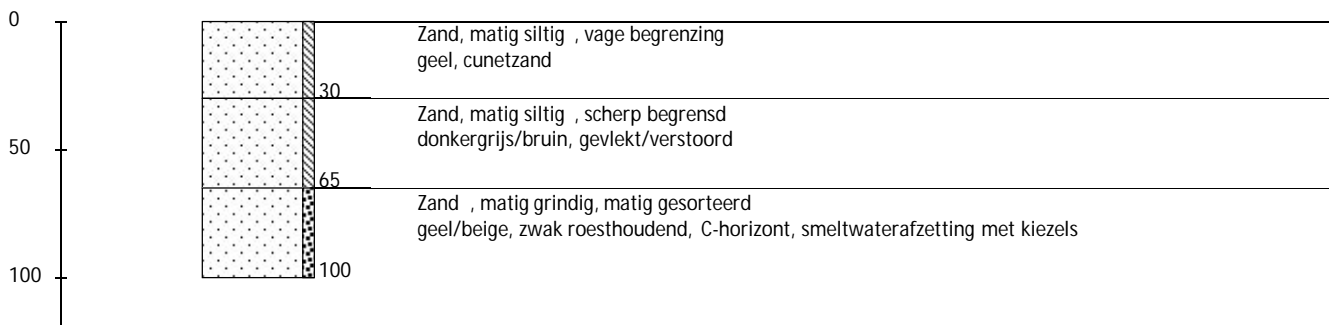 0
Zand, matig siltig , vage begrenzing
geel, cunetzand
30
Zand, matig siltig , scherp begrensd
donkergrijs/bruin, gevlekt/verstoord
50
65
Zand , matig grindig, matig gesorteerd
geel/beige, zwak roesthoudend, C-horizont, smeltwaterafzetting met kiezels
100
100